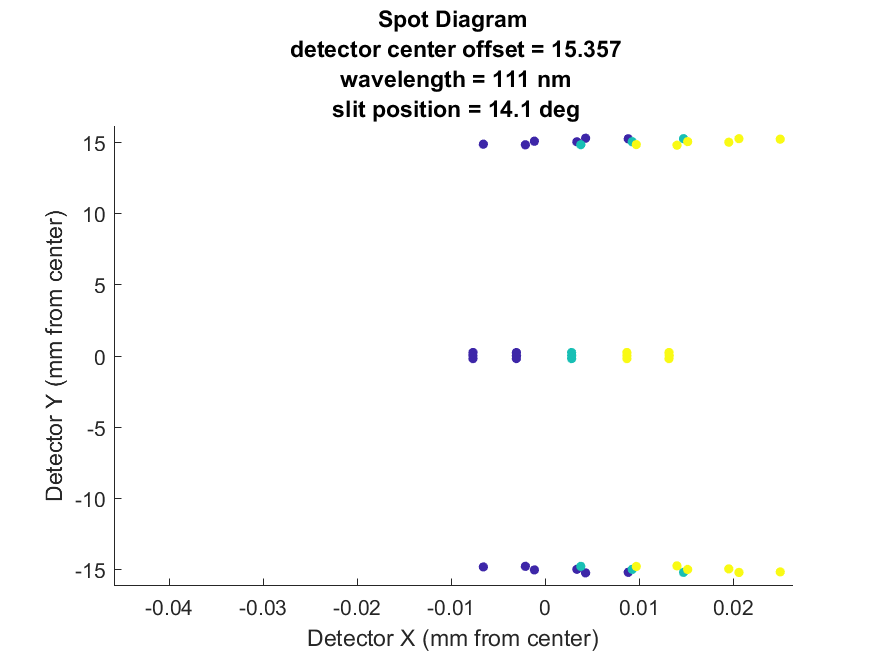 Spot Diagram
detector center offset = 15.357
wavelength = 111 nm
slit position = 14.1 deg
15
10
5
0
-5
-10
-15
Detector Y (mm from center)
-0.04 -0.03 -0.02 -0.01 0 0.01 0.02
Detector X (mm from center)